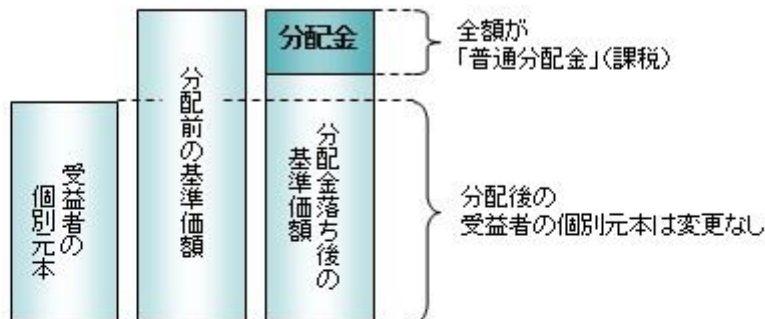 受益者の
個別元本
分配前の基準価額
分配金
分配金落ち後の
基準価額
全額が
「普通分配金」(課税)
分配後の
受益者の個別元本は変更なし